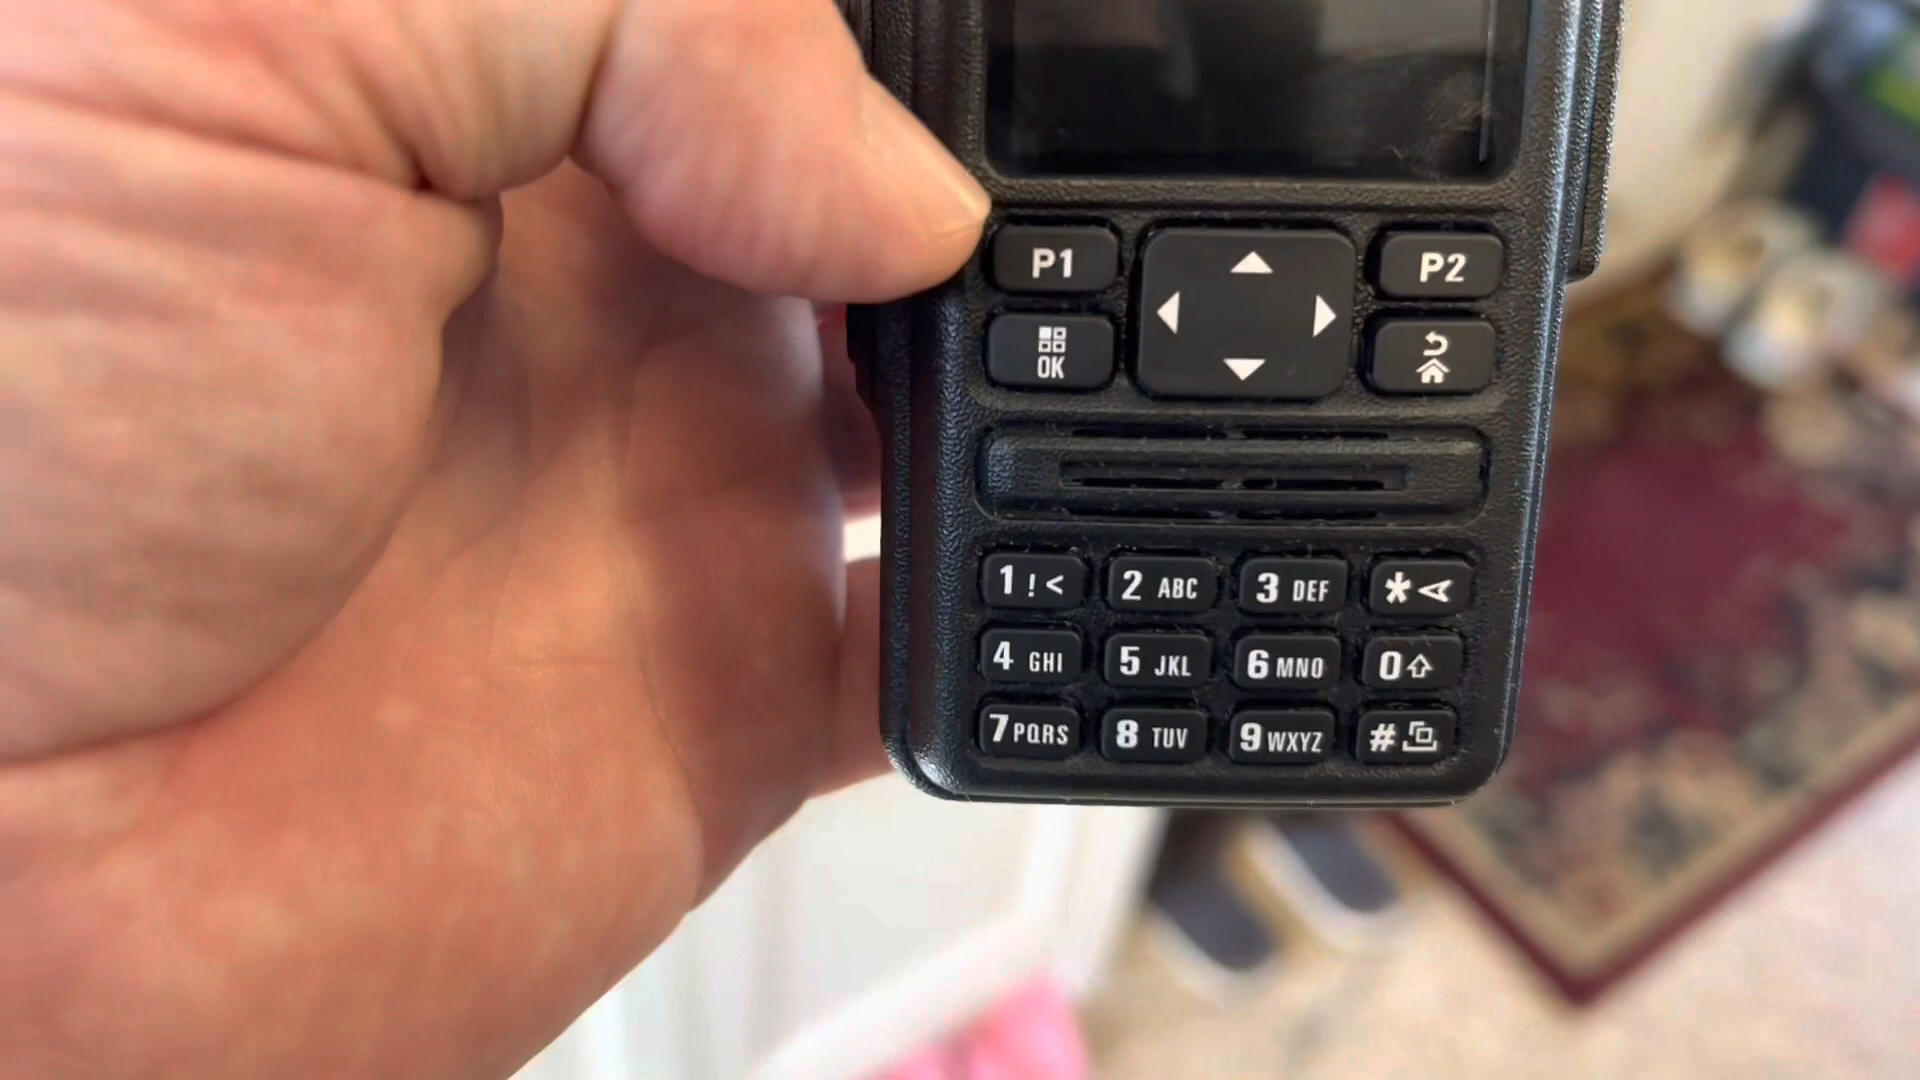 P1 P2
OK
1 ! < 2 ABC 3 DEF *
4 GHI 5 JKL 6 MNO 0
7 PQRS 8 TUV 9 WXYZ #